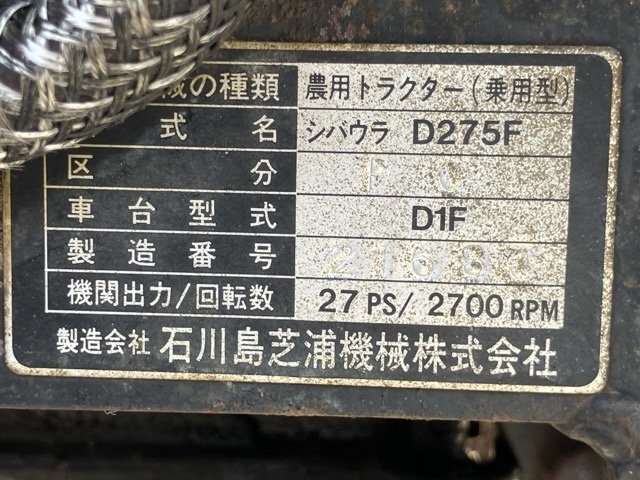 の種類 農用トラクター(乗用型)
式名 シバウラ D275F
区分
車台型式 D1F
製造番号
機関出力/回転数 27 PS/ 2700 RPM
製造会社 石川島芝浦機械株式会社